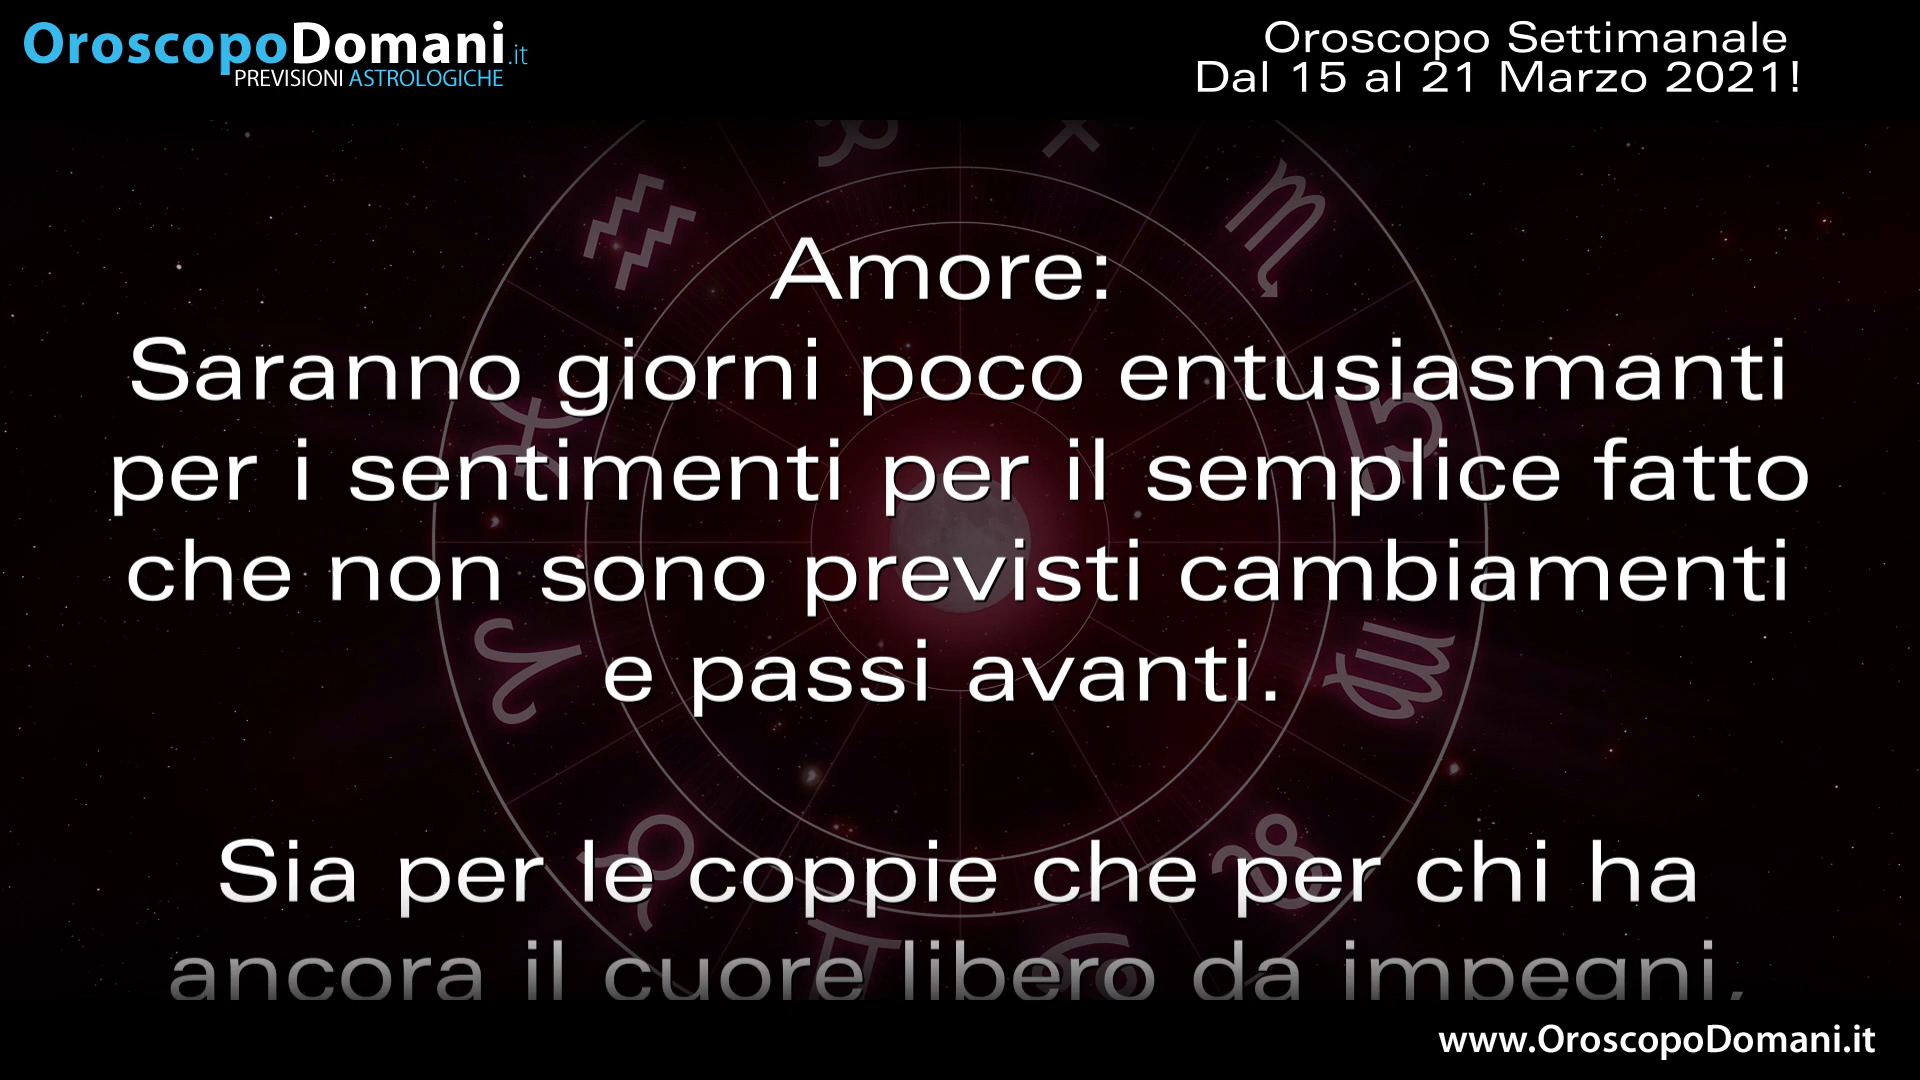 OroscopoDomani.it
PREVISIONI ASTROLOGICHE
Oroscopo Settimanale
Dal 15 al 21 Marzo 2021!
Amore:
Saranno giorni poco entusiasmanti
per i sentimenti per il semplice fatto
che non sono previsti cambiamenti
e passi avanti.
Sia per le coppie che per chi ha
ancora il cuore libero da impegni,
www.OroscopoDomani.it